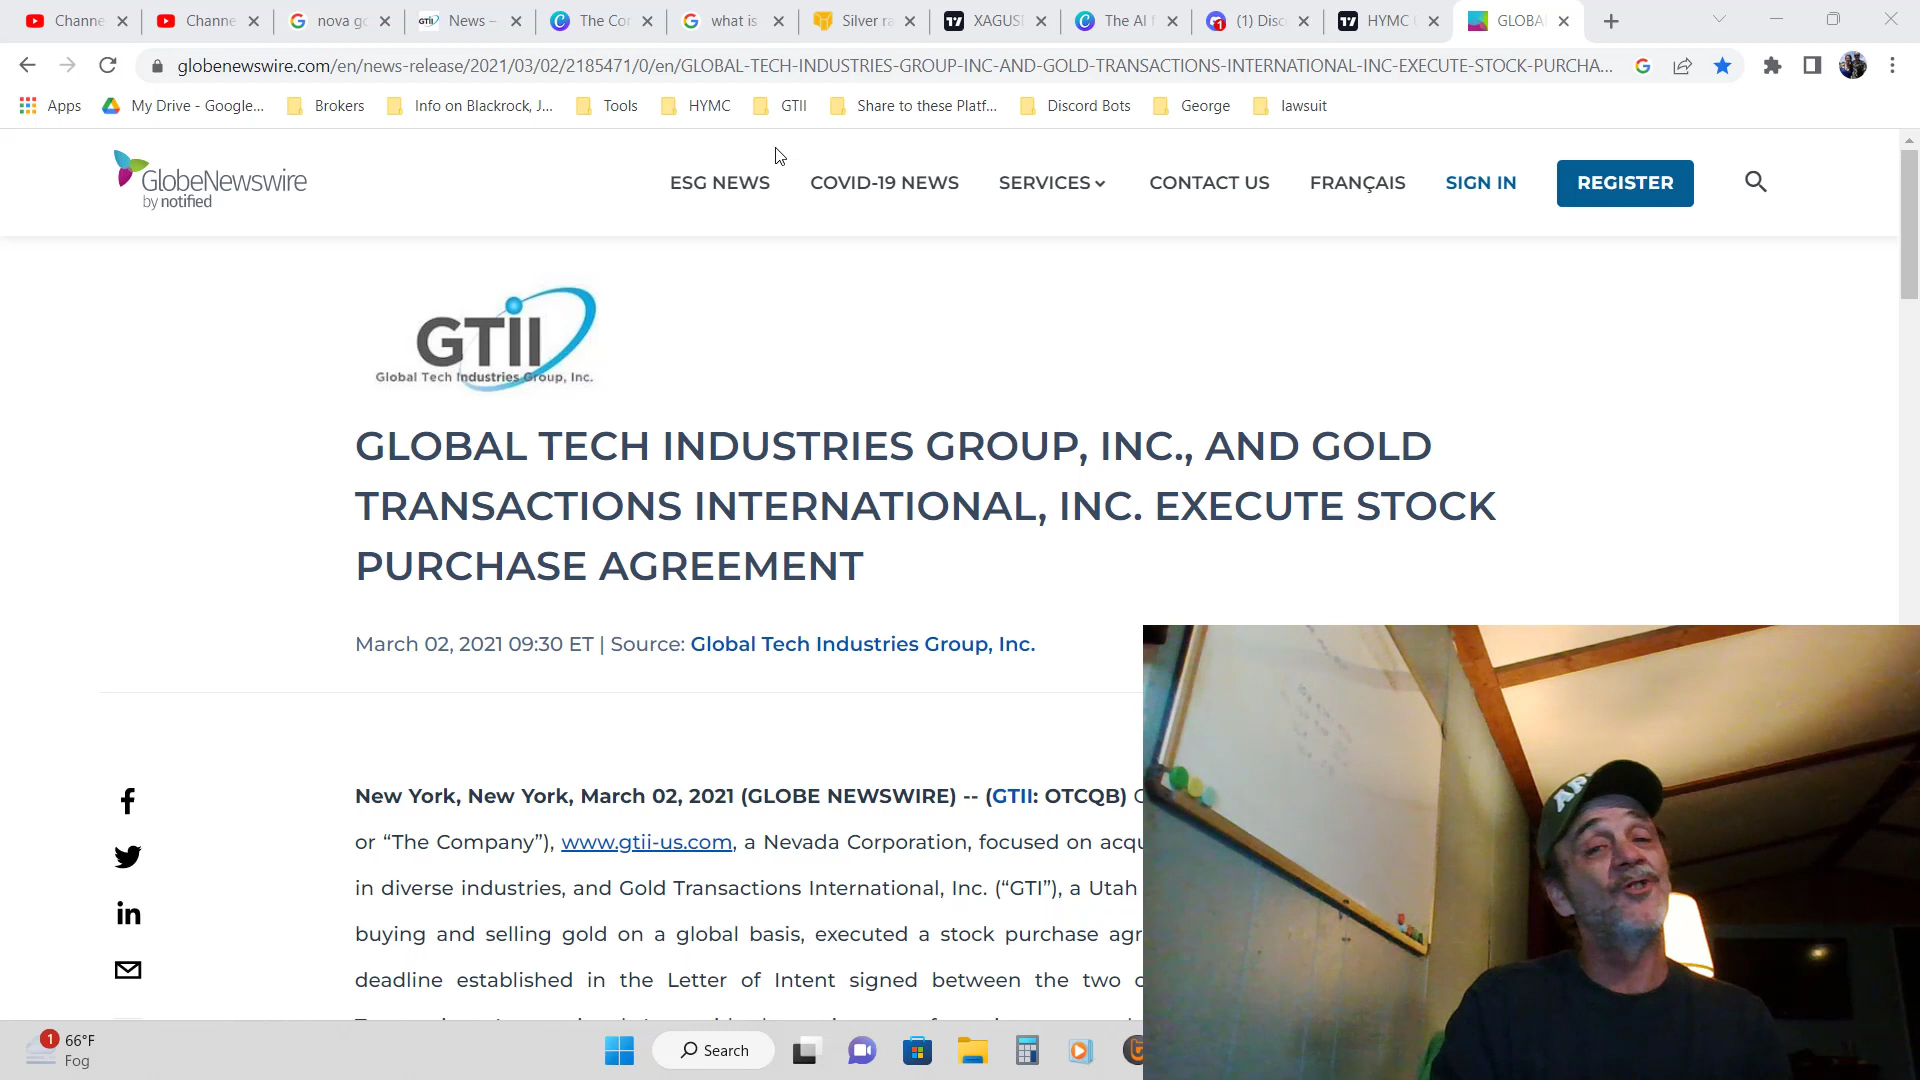 Channe
Channe
nova go
GTII News –
The Cor
what is
Silver ra
XAGUSI
The AI f
(1) Disc
HYMC
GLOBA
globenewswire.com/en/news-release/2021/03/02/2185471/0/en/GLOBAL-TECH-INDUSTRIES-GROUP-INC-AND-GOLD-TRANSACTIONS-INTERNATIONAL-INC-EXECUTE-STOCK-PURCHA...
Apps My Drive - Google... Brokers Info on Blackrock, J... Tools HYMC GTII Share to these Platf... Discord Bots George lawsuit
GlobeNewswire
by notified
ESG NEWS COVID-19 NEWS SERVICES CONTACT US FRANÇAIS SIGN IN REGISTER
GTII
Global Tech Industries Group, Inc.
GLOBAL TECH INDUSTRIES GROUP, INC., AND GOLD
TRANSACTIONS INTERNATIONAL, INC. EXECUTE STOCK
PURCHASE AGREEMENT
March 02, 2021 09:30 ET | Source: Global Tech Industries Group, Inc.
New York, New York, March 02, 2021 (GLOBE NEWSWIRE) -- (GTII: OTCQB)
or “The Company”), www.gtii-us.com, a Nevada Corporation, focused on acqu
in diverse industries, and Gold Transactions International, Inc. (“GTI”), a Utah
buying and selling gold on a global basis, executed a stock purchase agr
deadline established in the Letter of Intent signed between the two
1
66°F
Fog
Search